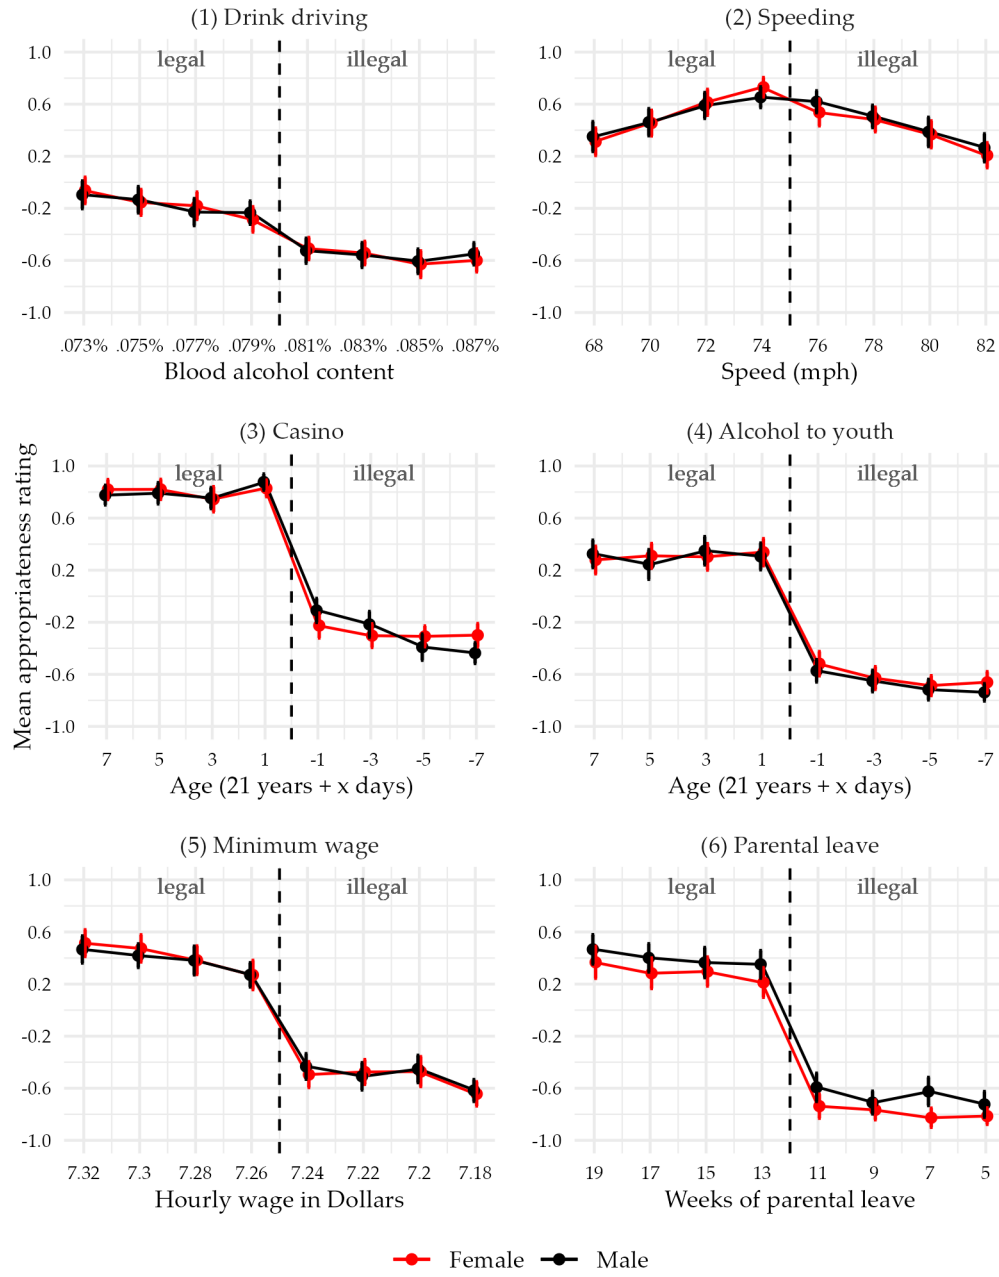 (1) Drink driving
(2) Speeding
1.0
0.6
0.2
-0.2
-0.6
-1.0
legal
illegal
.073% .075% .077% .079% .081% .083% .085% .087%
Blood alcohol content
1.0
0.6
0.2
-0.2
-0.6
-1.0
legal
illegal
68 70 72 74 76 78 80 82
Speed (mph)
Mean appropriateness rating
(3) Casino
(4) Alcohol to youth
1.0
0.6
0.2
-0.2
-0.6
-1.0
legal
illegal
7 5 3 1 -1 -3 -5 -7
Age (21 years + x days)
1.0
0.6
0.2
-0.2
-0.6
-1.0
legal
illegal
7 5 3 1 -1 -3 -5 -7
Age (21 years + x days)
(5) Minimum wage
(6) Parental leave
1.0
0.6
0.2
-0.2
-0.6
-1.0
legal
illegal
7.32 7.3 7.28 7.26 7.24 7.22 7.2 7.18
Hourly wage in Dollars
1.0
0.6
0.2
-0.2
-0.6
-1.0
legal
illegal
19 17 15 13 11 9 7 5
Weeks of parental leave
Female Male